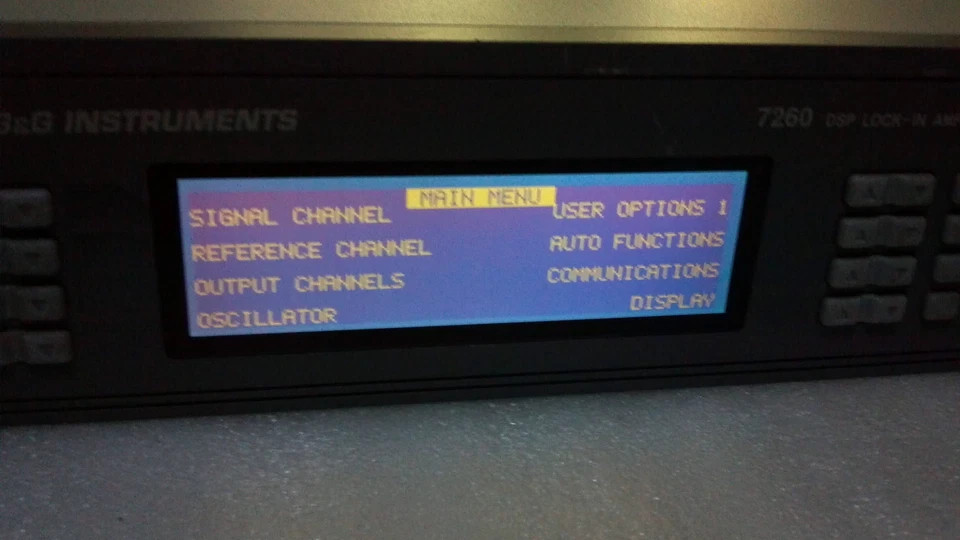 G&G INSTRUMENTS
7260 DSP LOCK-IN AMP
MAIN MENU
SIGNAL CHANNEL
USER OPTIONS 1
REFERENCE CHANNEL
AUTO FUNCTIONS
OUTPUT CHANNELS
COMMUNICATIONS
OSCILLATOR
DISPLAY